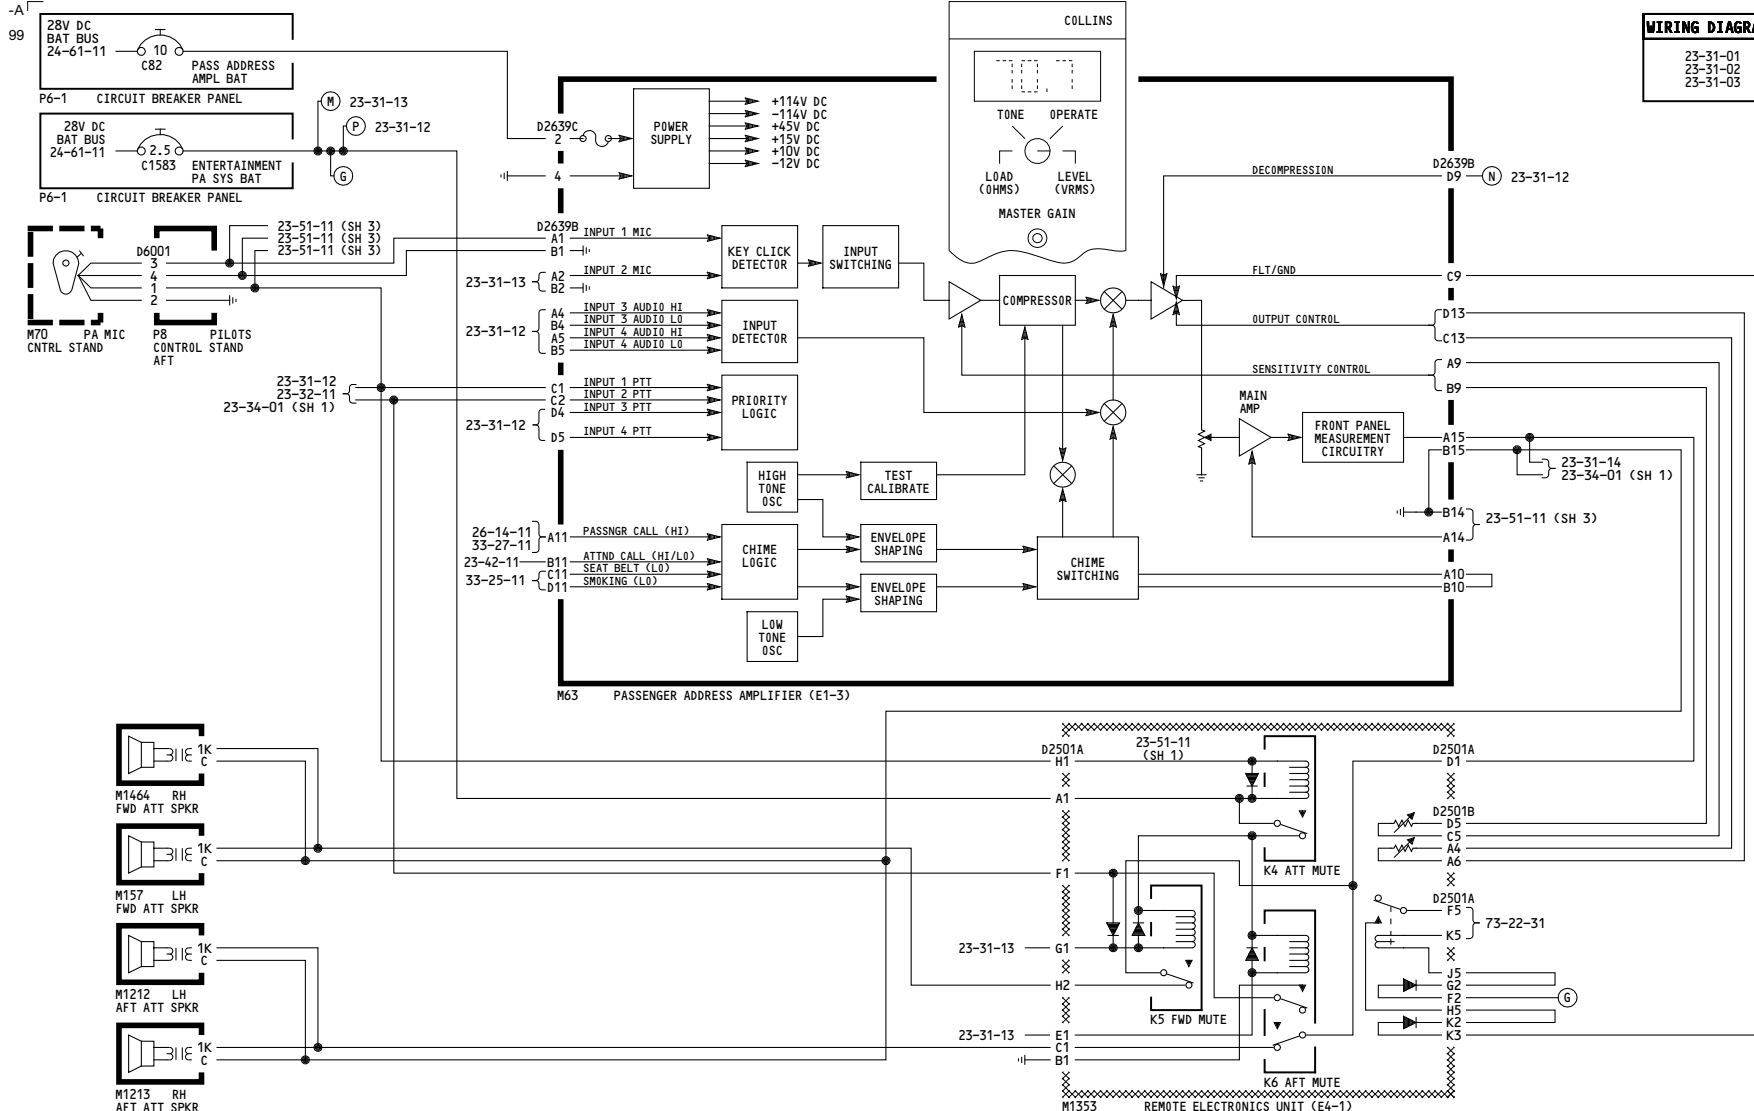 -A
99
28V DC
BAT BUS
24-61-11
10
C82
PASS ADDRESS
AMPL BAT
P6-1 CIRCUIT BREAKER PANEL
28V DC
BAT BUS
24-61-11
2.5
C1583
ENTERTAINMENT
PA SYS BAT
P6-1 CIRCUIT BREAKER PANEL
M 23-31-13
P 23-31-12
G
23-51-11 (SH 3)
23-51-11 (SH 3)
23-51-11 (SH 3)
D6001
3
4
1
2
M70 PA MIC
CNTRL STAND
P8 PILOTS
CONTROL STAND
AFT
23-31-12
23-32-11
23-34-01 (SH 1)
COLLINS
TONE OPERATE
LOAD
(OHMS)
LEVEL
(VRMS)
MASTER GAIN
WIRING DIAGRA
23-31-01
23-31-02
23-31-03
D2639C
2
4
POWER
SUPPLY
+114V DC
-114V DC
+45V DC
+15V DC
+10V DC
-12V DC
D2639B
A1 INPUT 1 MIC
B1
23-31-13
A2 INPUT 2 MIC
B2
23-31-12
A4 INPUT 3 AUDIO HI
B4 INPUT 3 AUDIO LO
A5 INPUT 4 AUDIO HI
B5 INPUT 4 AUDIO LO
C1 INPUT 1 PTT
C2 INPUT 2 PTT
D4 INPUT 3 PTT
23-31-12
D5 INPUT 4 PTT
KEY CLICK
DETECTOR
INPUT
SWITCHING
INPUT
DETECTOR
PRIORITY
LOGIC
COMPRESSOR
HIGH
TONE
OSC
TEST
CALIBRATE
26-14-11
33-27-11
A11 PASSNGR CALL (HI)
23-42-11 B11 ATTND CALL (HI/LO)
33-25-11
C11 SEAT BELT (LO)
D11 SMOKING (LO)
CHIME
LOGIC
ENVELOPE
SHAPING
ENVELOPE
SHAPING
LOW
TONE
OSC
CHIME
SWITCHING
DECOMPRESSION
D2639B
D9 N 23-31-12
FLT/GND C9
OUTPUT CONTROL
D13
C13
SENSITIVITY CONTROL
A9
B9
MAIN
AMP
FRONT PANEL
MEASUREMENT
CIRCUITRY
A15
B15
23-31-14
23-34-01 (SH 1)
B14
A14
23-51-11 (SH 3)
A10
B10
M63 PASSENGER ADDRESS AMPLIFIER (E1-3)
1K
C
M1464 RH
FWD ATT SPKR
1K
C
M157 LH
FWD ATT SPKR
1K
C
M1212 LH
AFT ATT SPKR
1K
C
M1213 RH
AFT ATT SPKR
D2501A
H1
23-51-11
(SH 1)
A1
F1
23-31-13 G1
H2
23-31-13 E1
C1
B1
K4 ATT MUTE
K5 FWD MUTE
K6 AFT MUTE
D2501A
D1
D2501B
D5
C5
A4
A6
D2501A
F5
K5
73-22-31
J5
G2
F2
H5
K2
K3
G
M1353 REMOTE ELECTRONICS UNIT (E4-1)